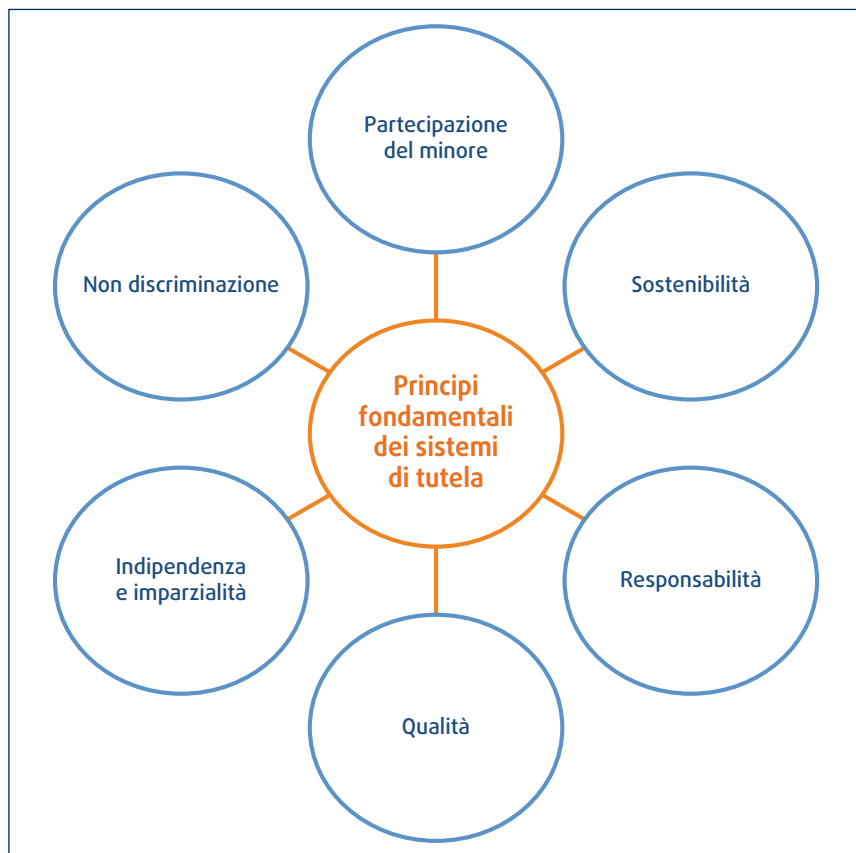 Partecipazione
del minore
Non discriminazione
Sostenibilità
Principi
fondamentali
dei sistemi
di tutela
Indipendenza
e imparzialità
Responsabilità
Qualità